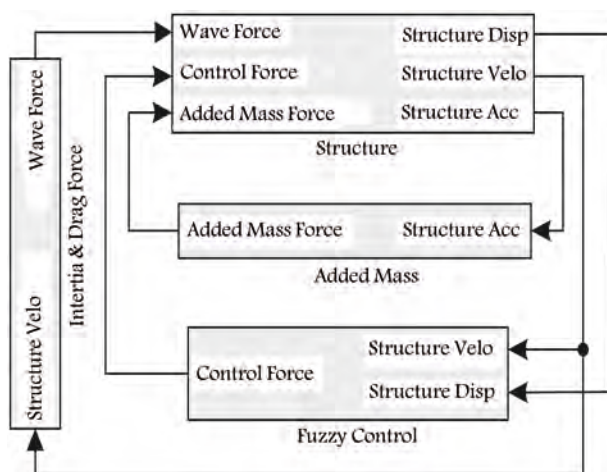 Wave Force
Structure Velo
Intertia & Drag Force
Wave Force
Structure Disp
Control Force
Structure Velo
Added Mass Force
Structure Acc
Structure
Added Mass Force
Structure Acc
Added Mass
Structure Velo
Control Force
Structure Disp
Fuzzy Control